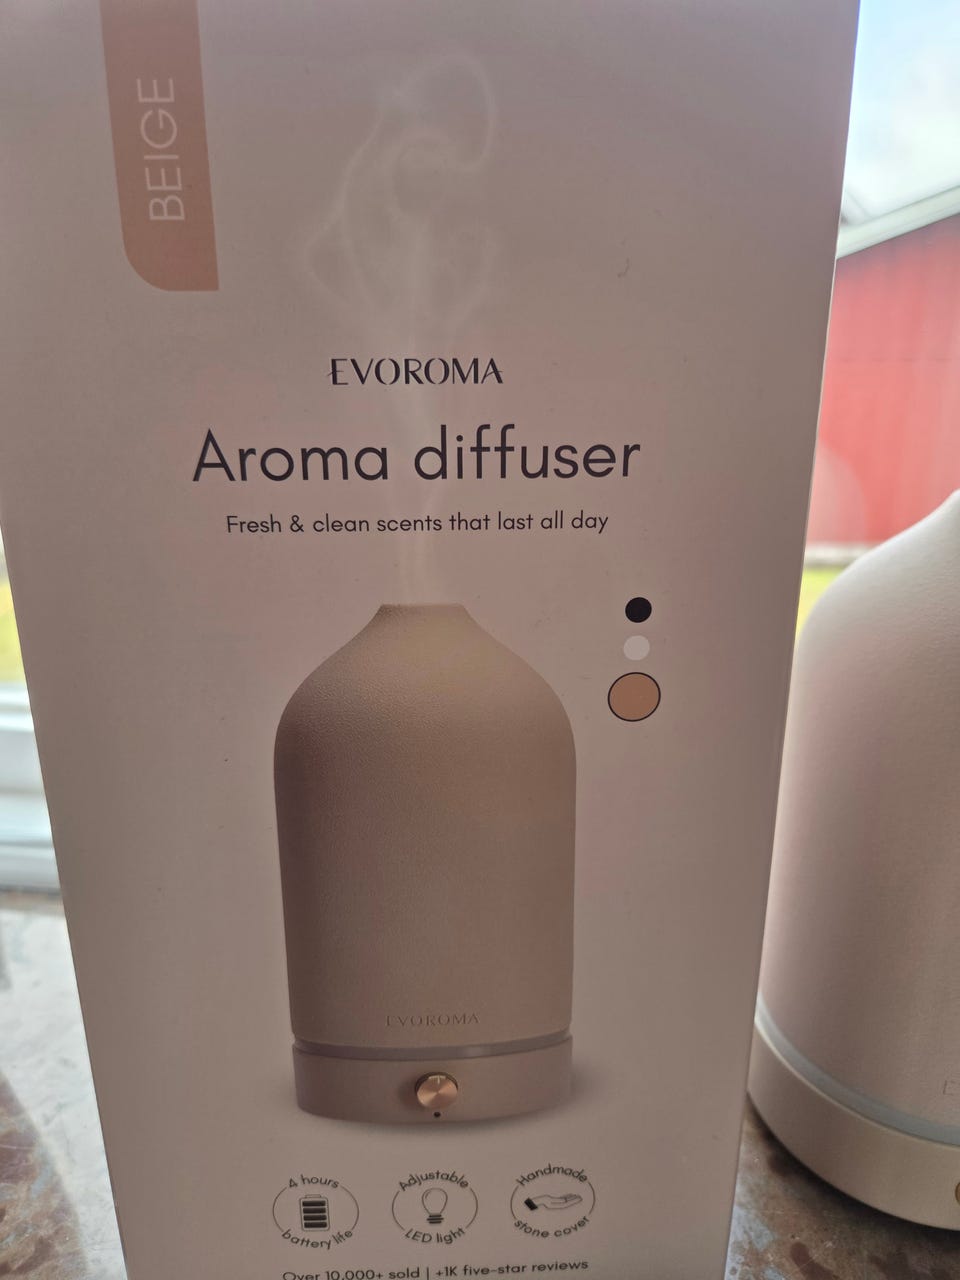 BEIGE
EVOROMA
Aroma diffuser
Fresh & clean scents that last all day
EVOROMA
4 hours
battery life
Adjustable
LED light
Handmade
stone cover
Over 10,000+ sold | +1K five-star reviews